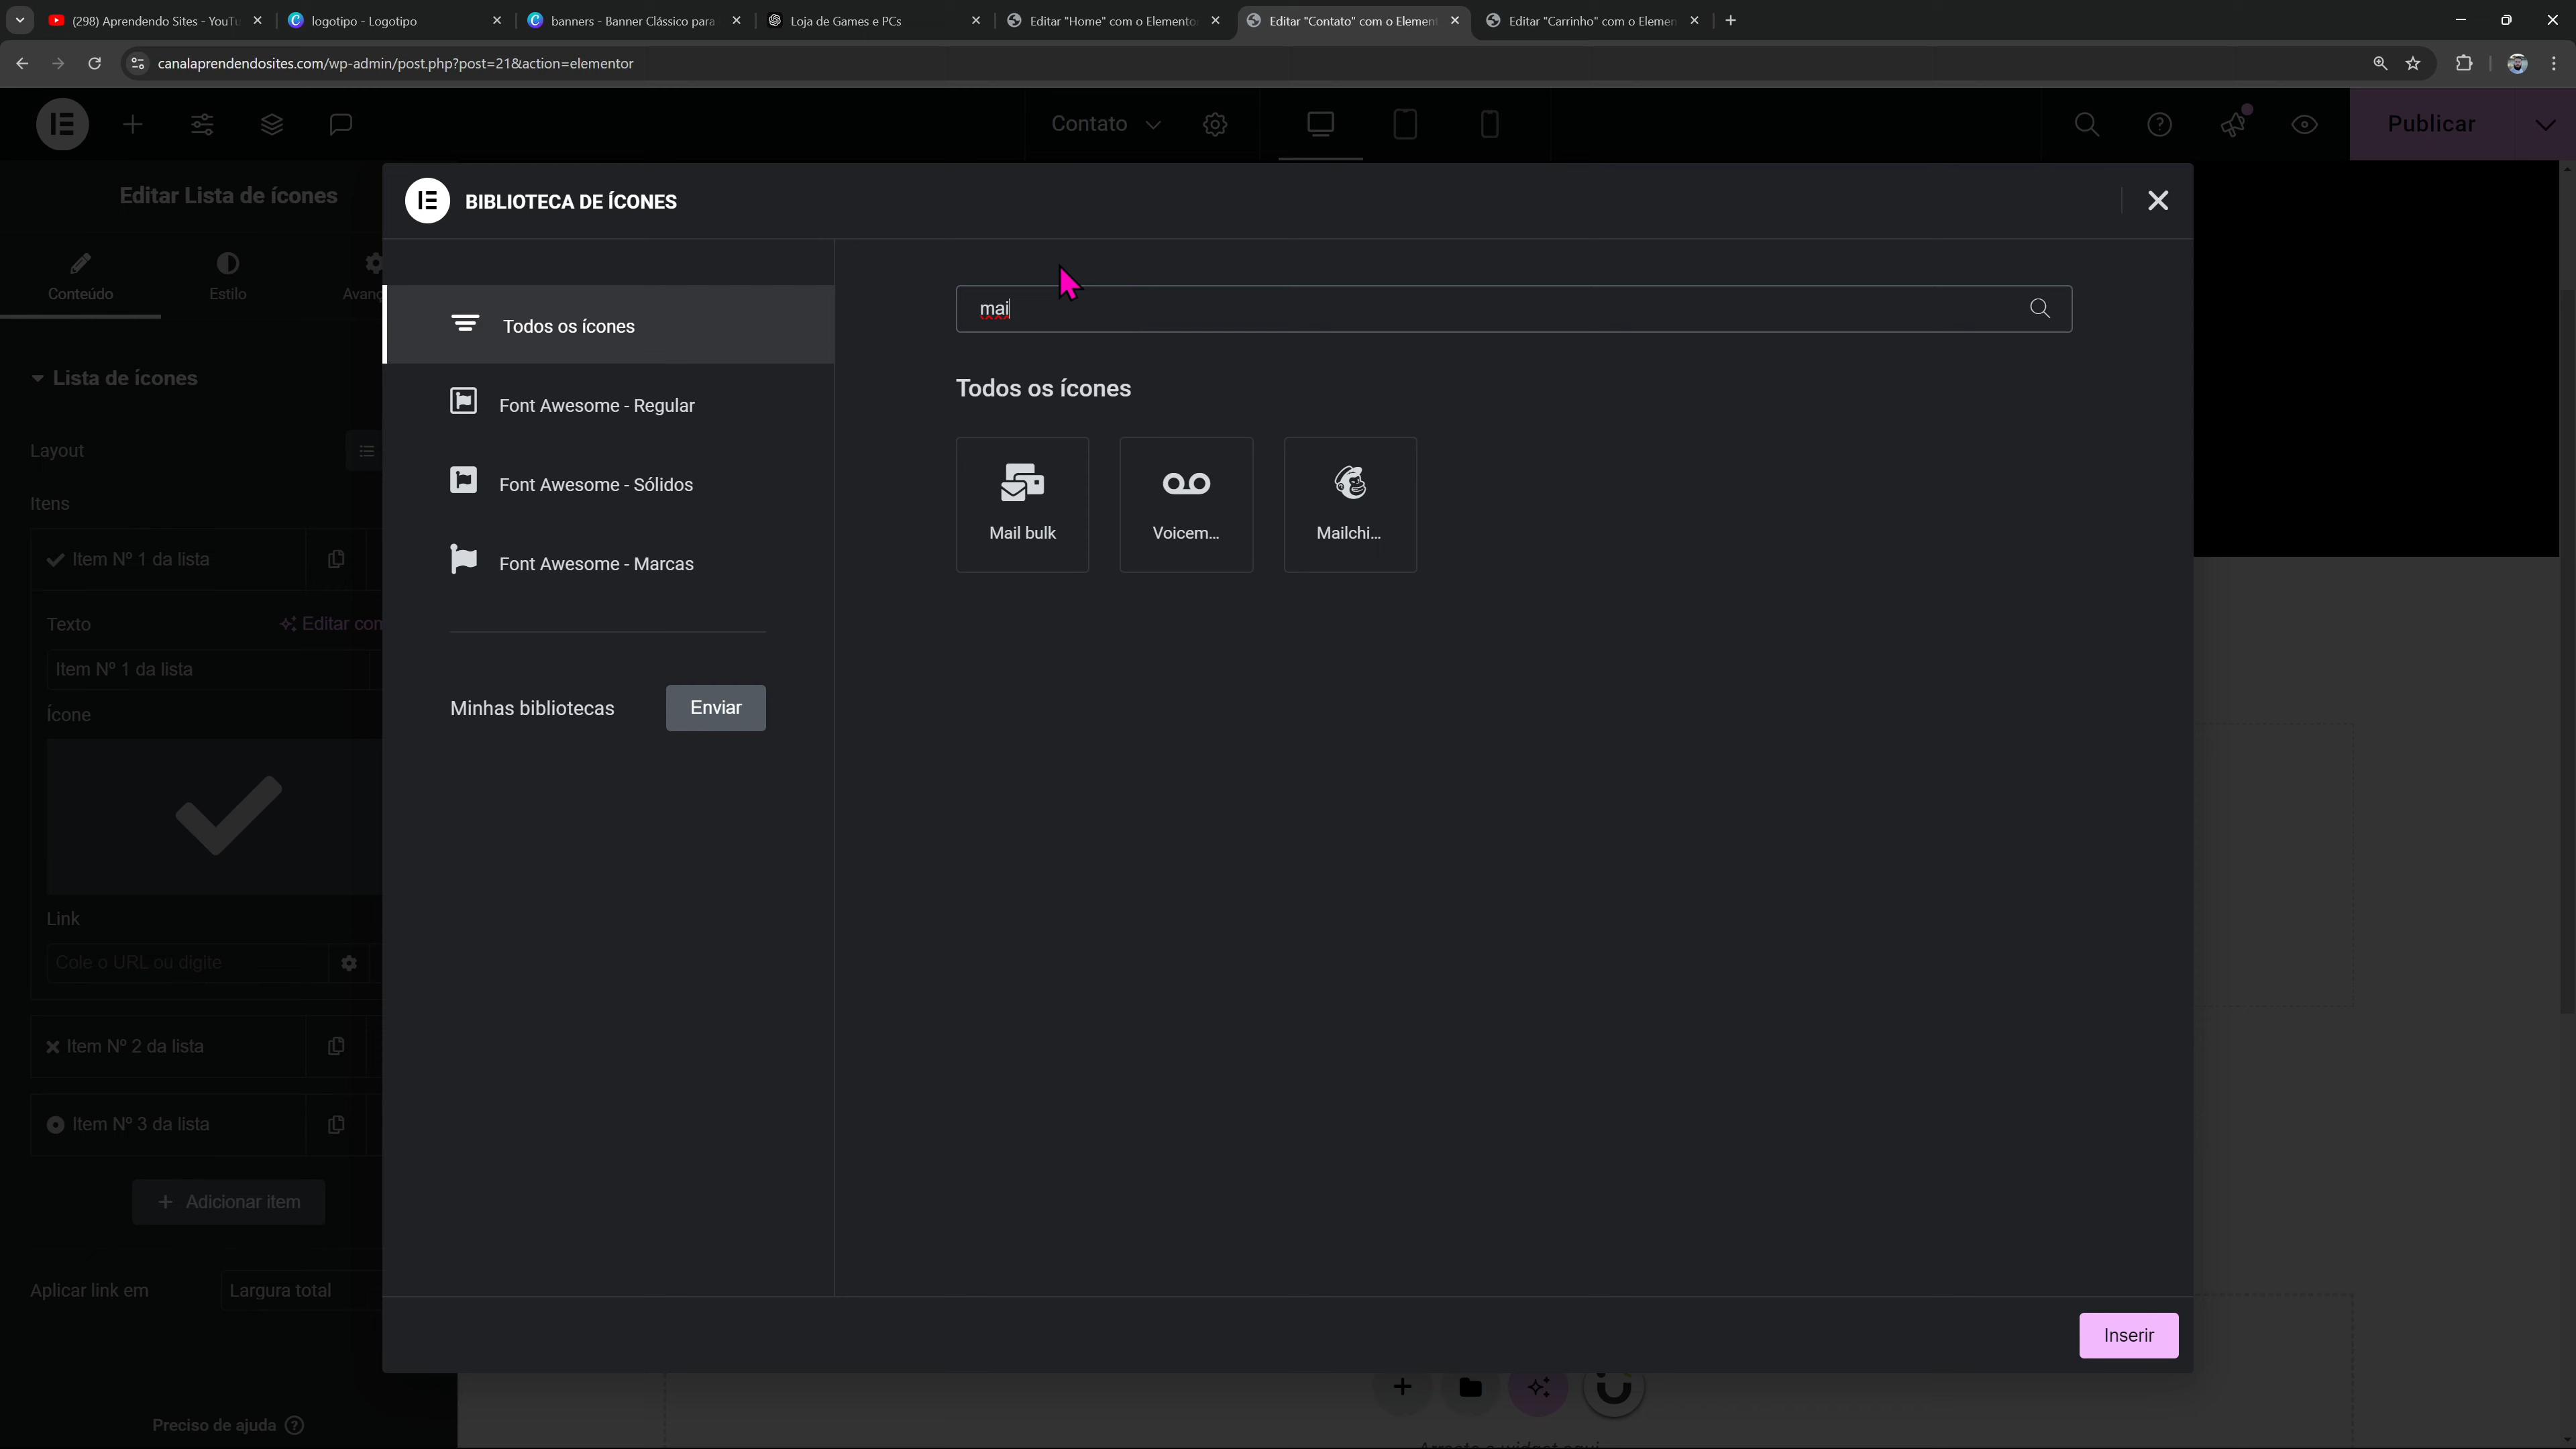 (298) Aprendendo Sites - YouTu
logotipo - Logotipo
banners - Banner Clássico para
Loja de Games e PCs
Editar "Home" com o Elemento
Editar "Contato" com o Element
Editar "Carrinho" com o Elemen
canalaprendendosites.com/wp-admin/post.php?post=21&action=elementor
Contato
Publicar
Editar Lista de ícones
BIBLIOTECA DE ÍCONES
Conteúdo
Estilo
Avanç
Todos os ícones
mai
Lista de ícones
Todos os ícones
Font Awesome - Regular
Layout
Font Awesome - Sólidos
Itens
Mail bulk
Voicem...
Mailchi...
Item Nº 1 da lista
Font Awesome - Marcas
Texto
Editar com
Item Nº 1 da lista
Ícone
Minhas bibliotecas
Enviar
Link
Cole o URL ou digite
Item Nº 2 da lista
Item Nº 3 da lista
Adicionar item
Aplicar link em
Largura total
Inserir
Preciso de ajuda